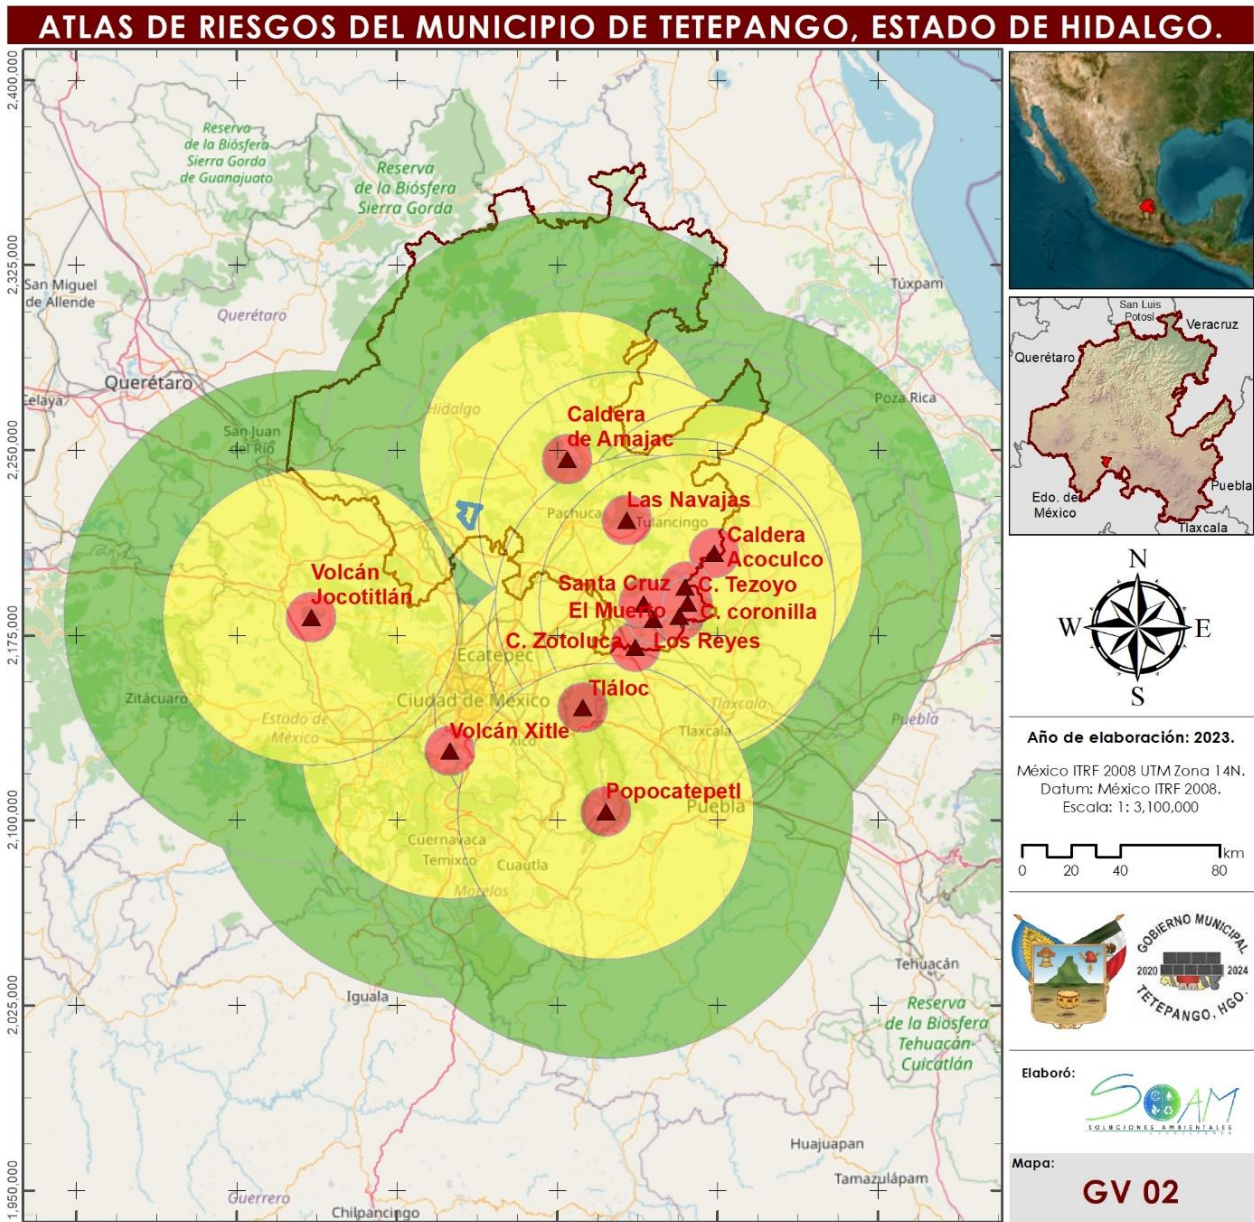 ATLAS DE RIESGOS DEL MUNICIPIO DE TETEPANGO, ESTADO DE HIDALGO.
2,400,000
2,325,000
2,250,000
2,175,000
2,100,000
2,025,000
1,950,000
Reserva
de la Biósfera
Sierra Gorda
de Guanajuato
Reserva
de la Biósfera
Sierra Gorda
San Miguel
de Allende
Querétaro
Túxpam
Querétaro
Celaya
Poza Rica
San Juan
del Río
Hidalgo
Caldera
de Amajac
Las Navajas
Pachuca
Tulancingo
Caldera
Acoculco
Volcán
Jocotitlán
Santa Cruz
C. Tezoyo
El Muerto
C. coronilla
C. Zotoluca
Los Reyes
Ecatepec
Zitácuaro
Ciudad de México
Tláloc
Tlaxcala
Estado de
México
Volcán Xitle
Xico
Tlaxcala
Puebla
Popocatepetl
Puebla
Cuernavaca
Temixco
Cuautla
Morelos
Iguala
Tehuacán
Reserva
de la Biosfera
Tehuacán-
Cuicatlán
Huajuapan
Tamazulápam
Guerrero
Chilpancingo
San Luis
Potosí
Veracruz
Querétaro
Puebla
Edo. de
México
Tlaxcala
N
W E
S
Año de elaboración: 2023.
México ITRF 2008 UTM Zona 14N.
Datum: México ITRF 2008.
Escala: 1: 3,100,000
km
0 20 40 80
GOBIERNO MUNICIPAL
2020 2024
TETEPANGO, HGO.
Elaboró:
SOAM
SOLUCIONES AMBIENTALES
Mapa:
GV 02